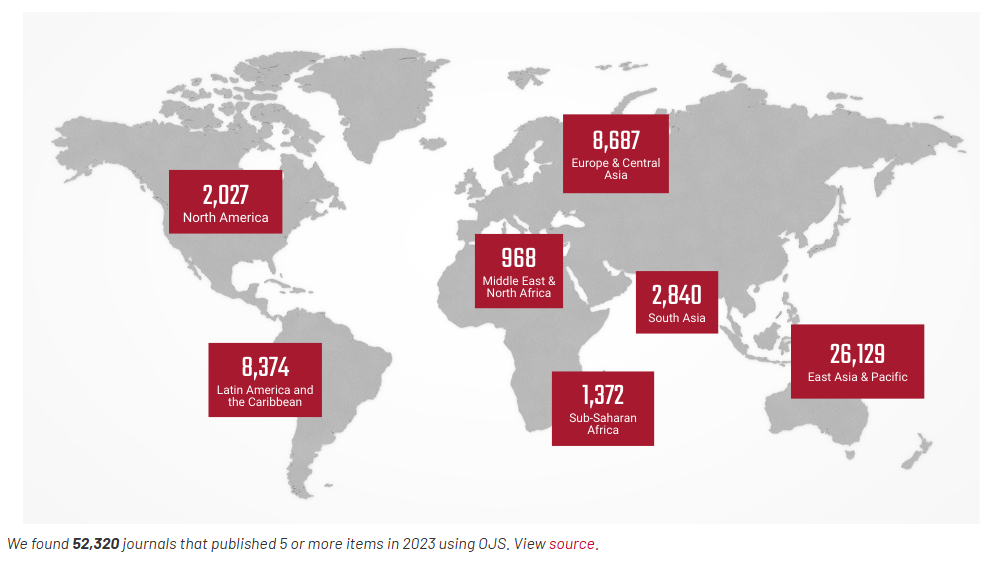 8,687
Europe & Central
Asia
2,027
North America
968
Middle East &
North Africa
2,840
South Asia
26,129
East Asia & Pacific
8,374
Latin America and
the Caribbean
1,372
Sub-Saharan
Africa
We found 52,320 journals that published 5 or more items in 2023 using OJS. View source.